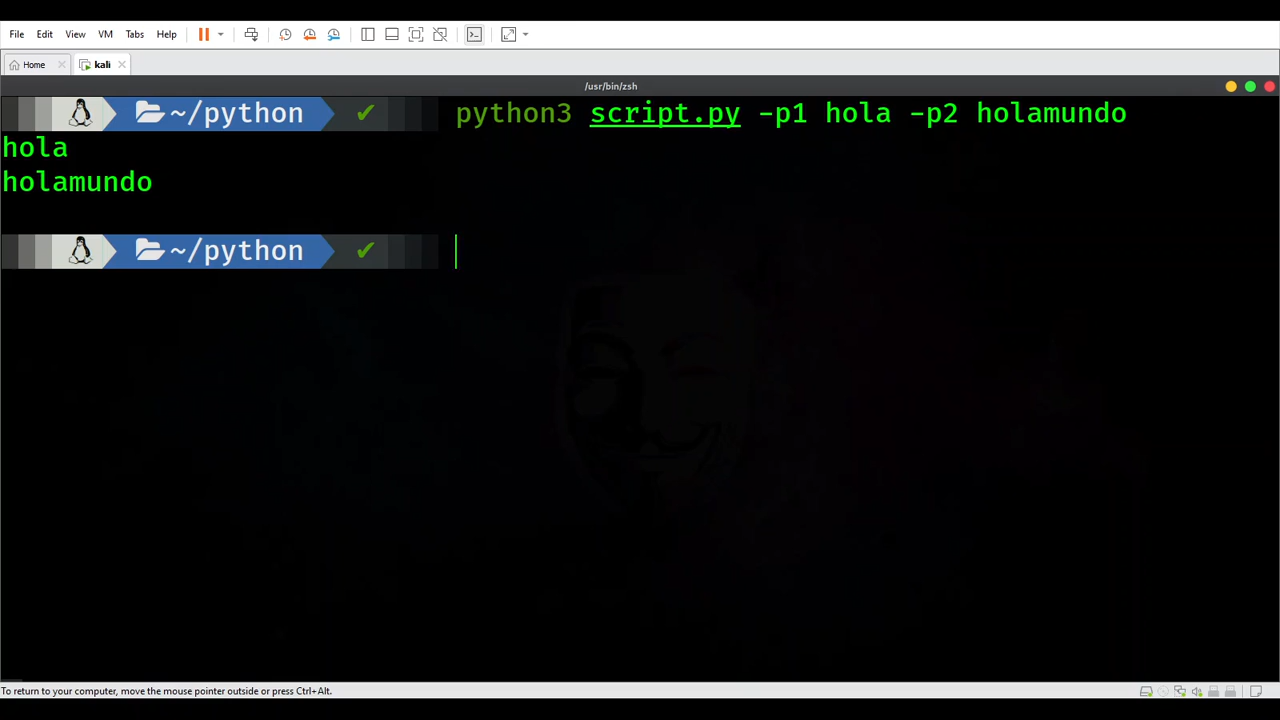 File Edit View VM Tabs Help
Home kali
/usr/bin/zsh
~/python ✔ python3 script.py -p1 hola -p2 holamundo
hola
holamundo
~/python ✔
To return to your computer, move the mouse pointer outside or press Ctrl+Alt.